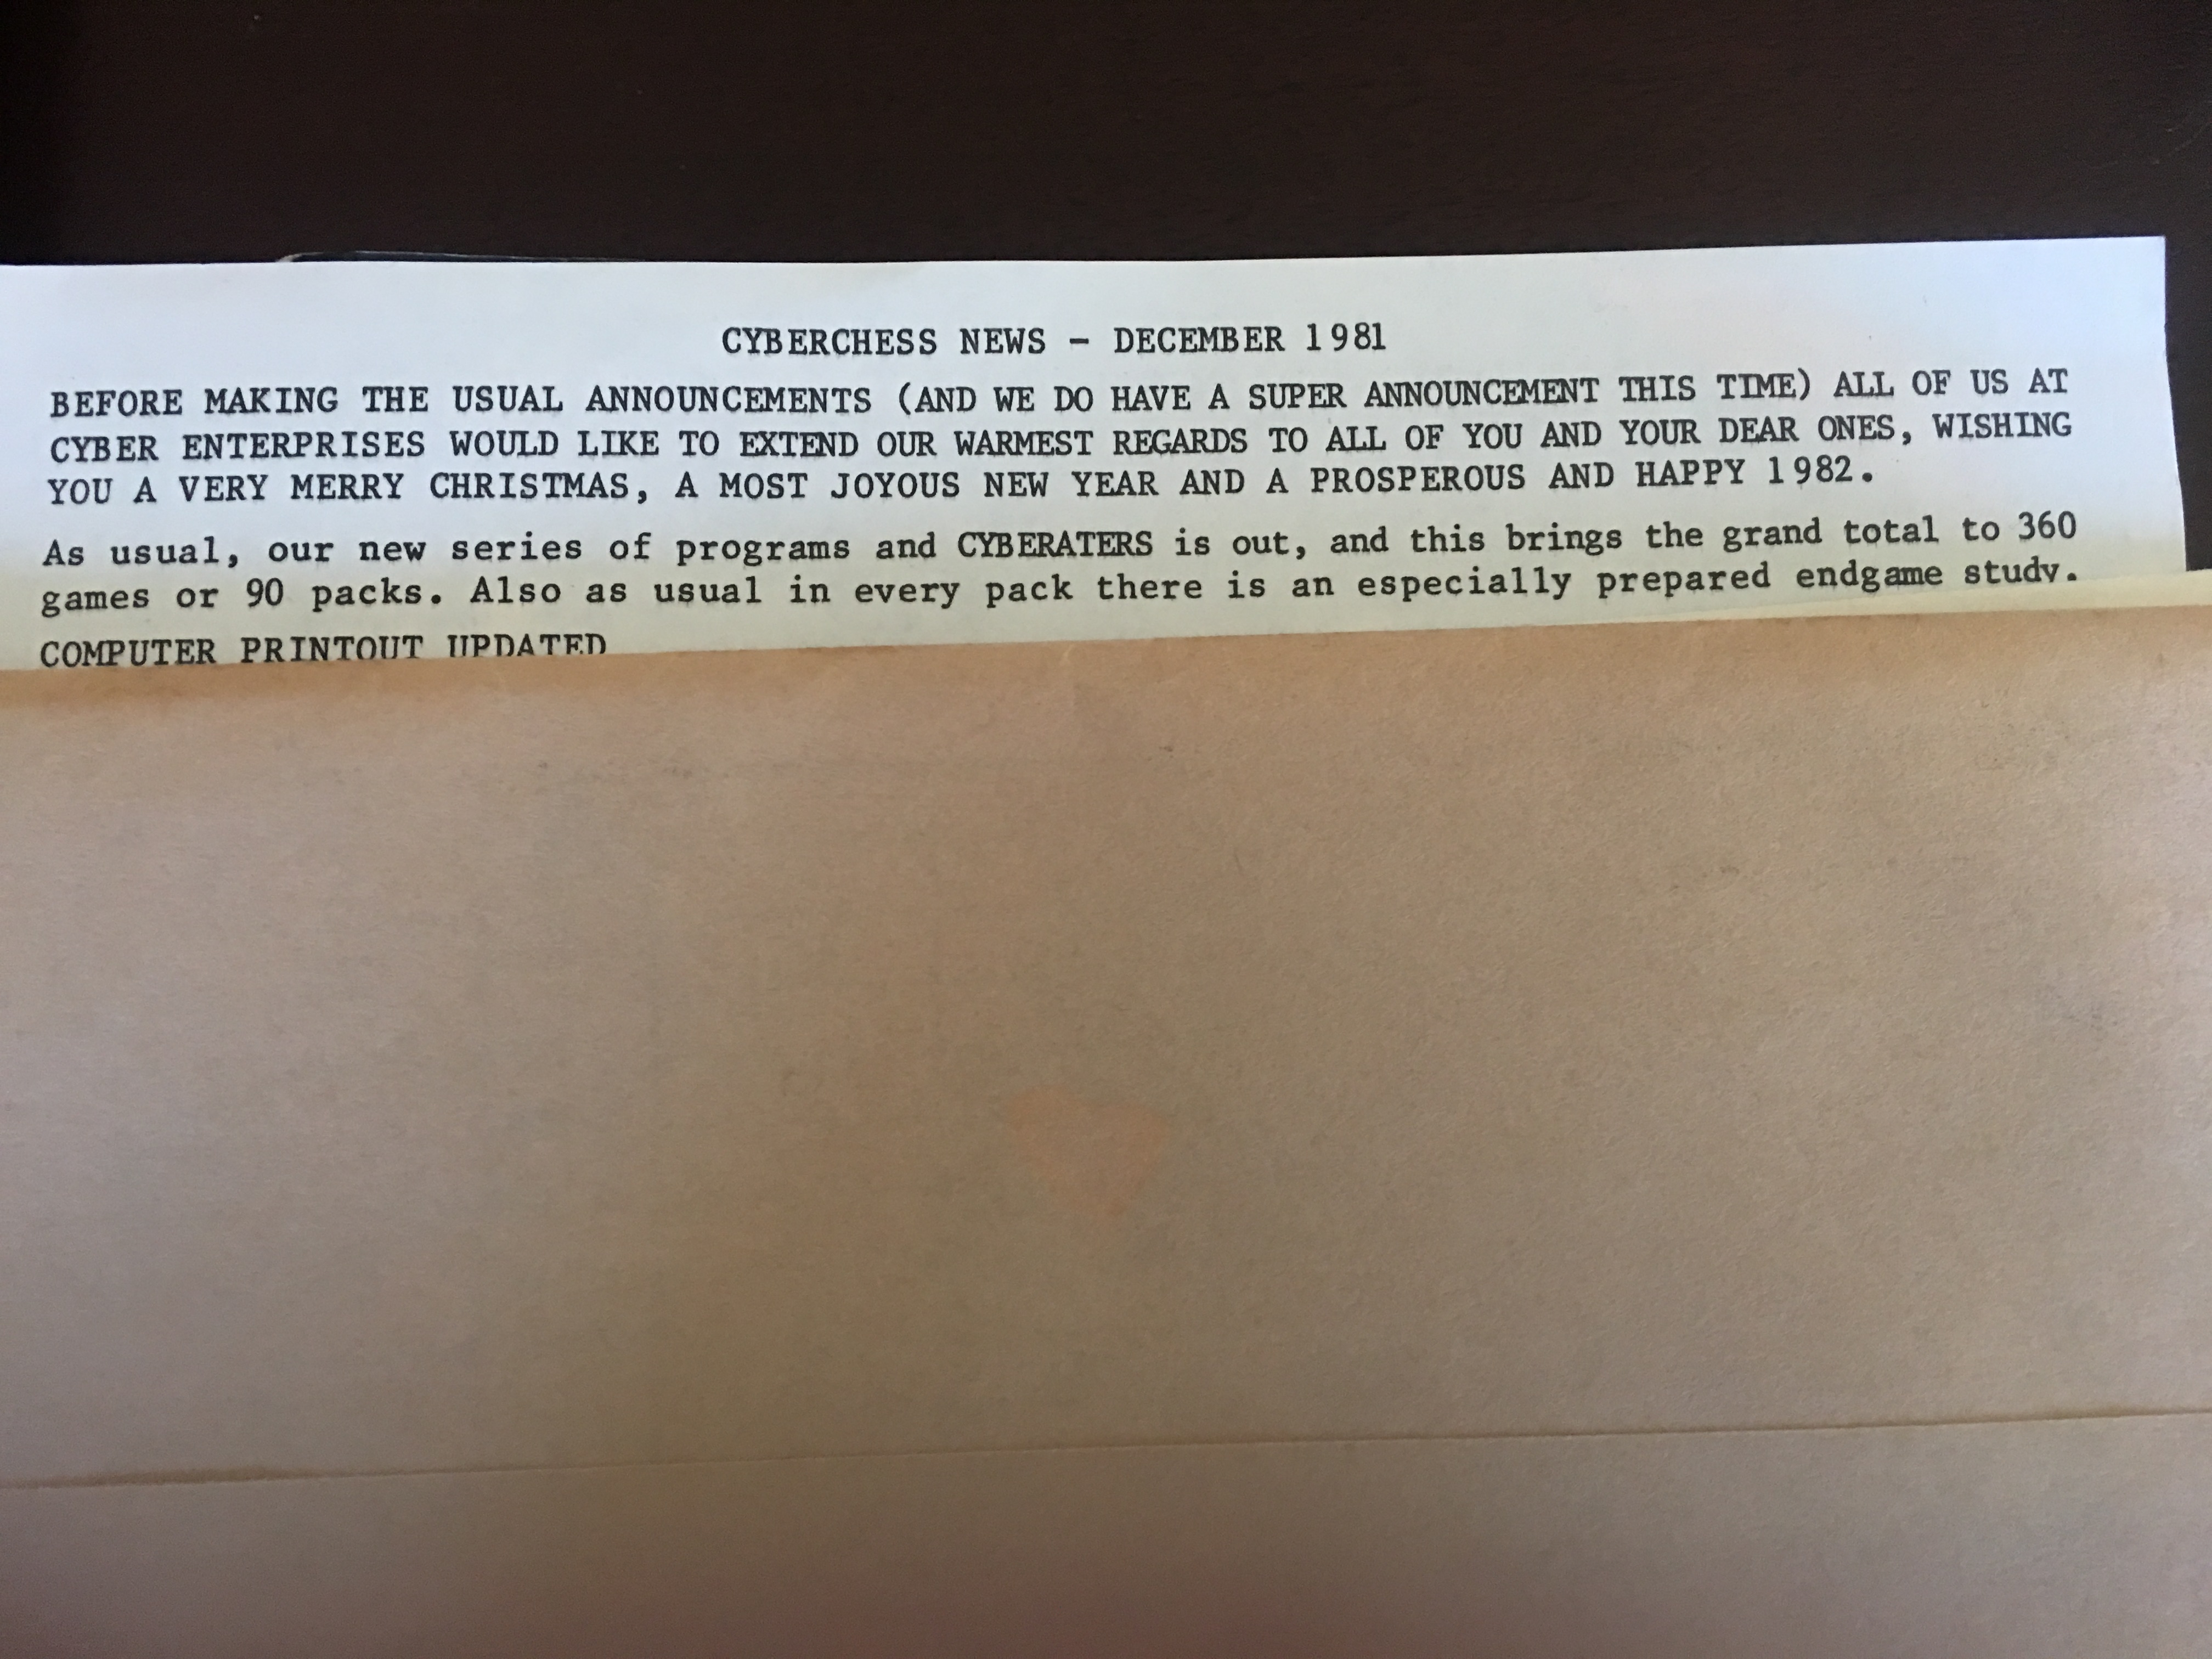 CYBERCHESS NEWS - DECEMBER 1981
BEFORE MAKING THE USUAL ANNOUNCEMENTS (AND WE DO HAVE A SUPER ANNOUNCEMENT THIS TIME) ALL OF US AT
CYBER ENTERPRISES WOULD LIKE TO EXTEND OUR WARMEST REGARDS TO ALL OF YOU AND YOUR DEAR ONES, WISHING
YOU A VERY MERRY CHRISTMAS, A MOST JOYOUS NEW YEAR AND A PROSPEROUS AND HAPPY 1982.
As usual, our new series of programs and CYBERATERS is out, and this brings the grand total to 360
games or 90 packs. Also as usual in every pack there is an especially prepared endgame study.
COMPUTER PRINTOUT UPDATED